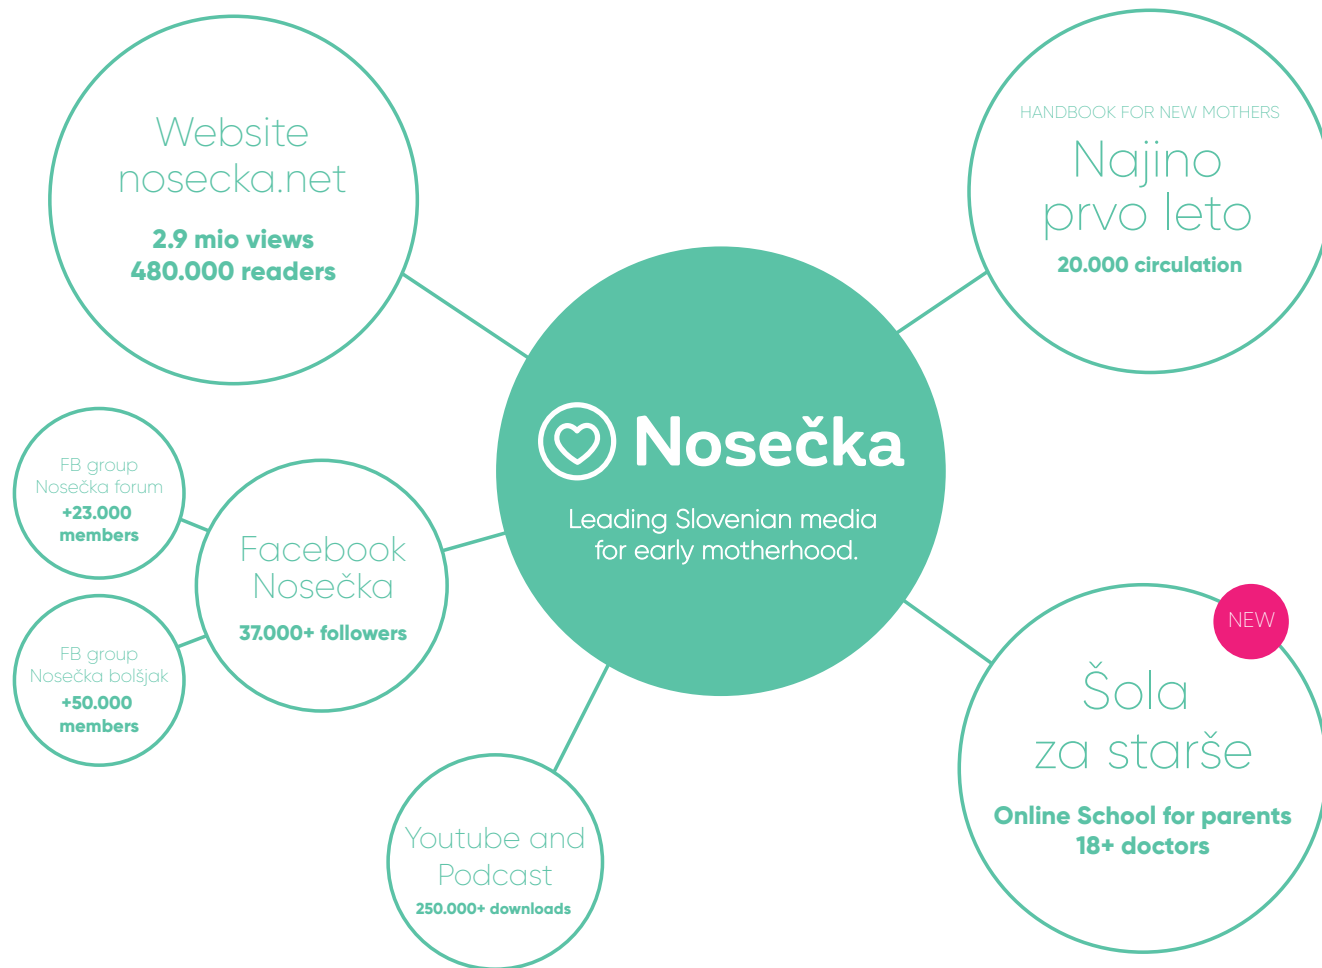 Website
nosecka.net
2.9 mio views
480.000 readers
HANDBOOK FOR NEW MOTHERS
Najino
prvo leto
20.000 circulation
Nosečka
Leading Slovenian media
for early motherhood.
FB group
Nosečka forum
+23.000
members
Facebook
Nosečka
37.000+ followers
FB group
Nosečka bolšjak
+50.000
members
Youtube and
Podcast
250.000+ downloads
NEW
Šola
za starše
Online School for parents
18+ doctors